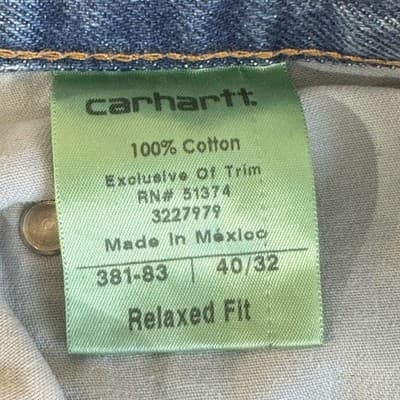 carhartt
100% Cotton
Exclusive Of Trim
RN# 51374
3227979
Made In México
381-83 40/32
Relaxed Fit